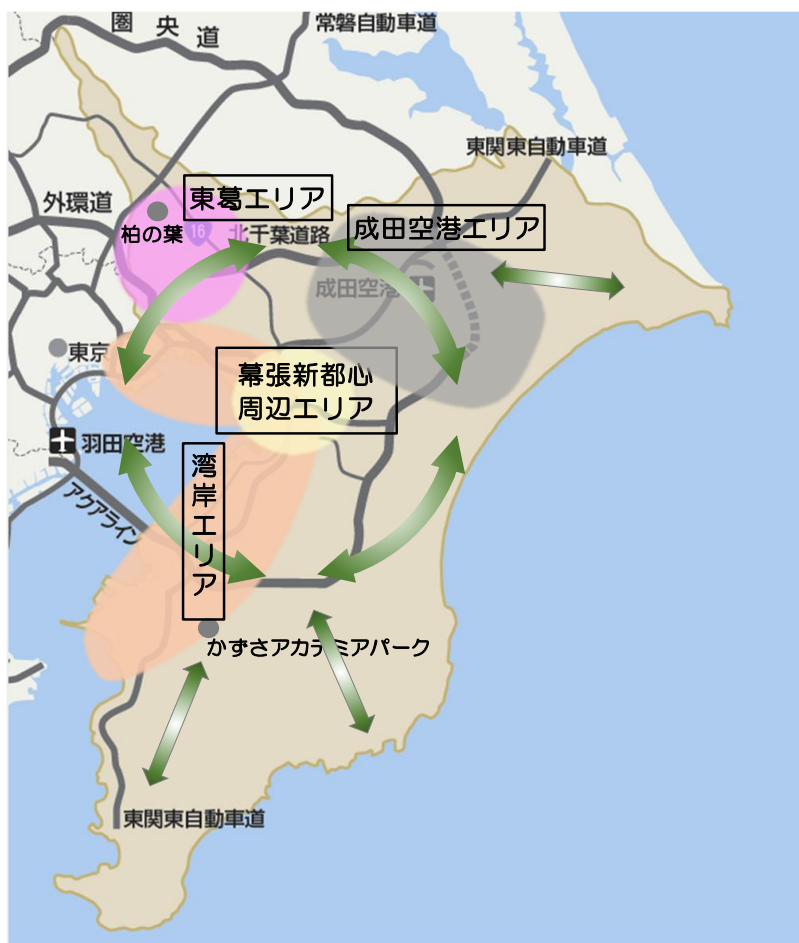 圏央道
常磐自動車道
東関東自動車道
東葛エリア
外環道
柏の葉
16
北千葉道路
成田空港エリア
成田空港
東京
幕張新都心
周辺エリア
羽田空港
湾岸エリア
アクアライン
かずさアカデミアパーク
東関東自動車道